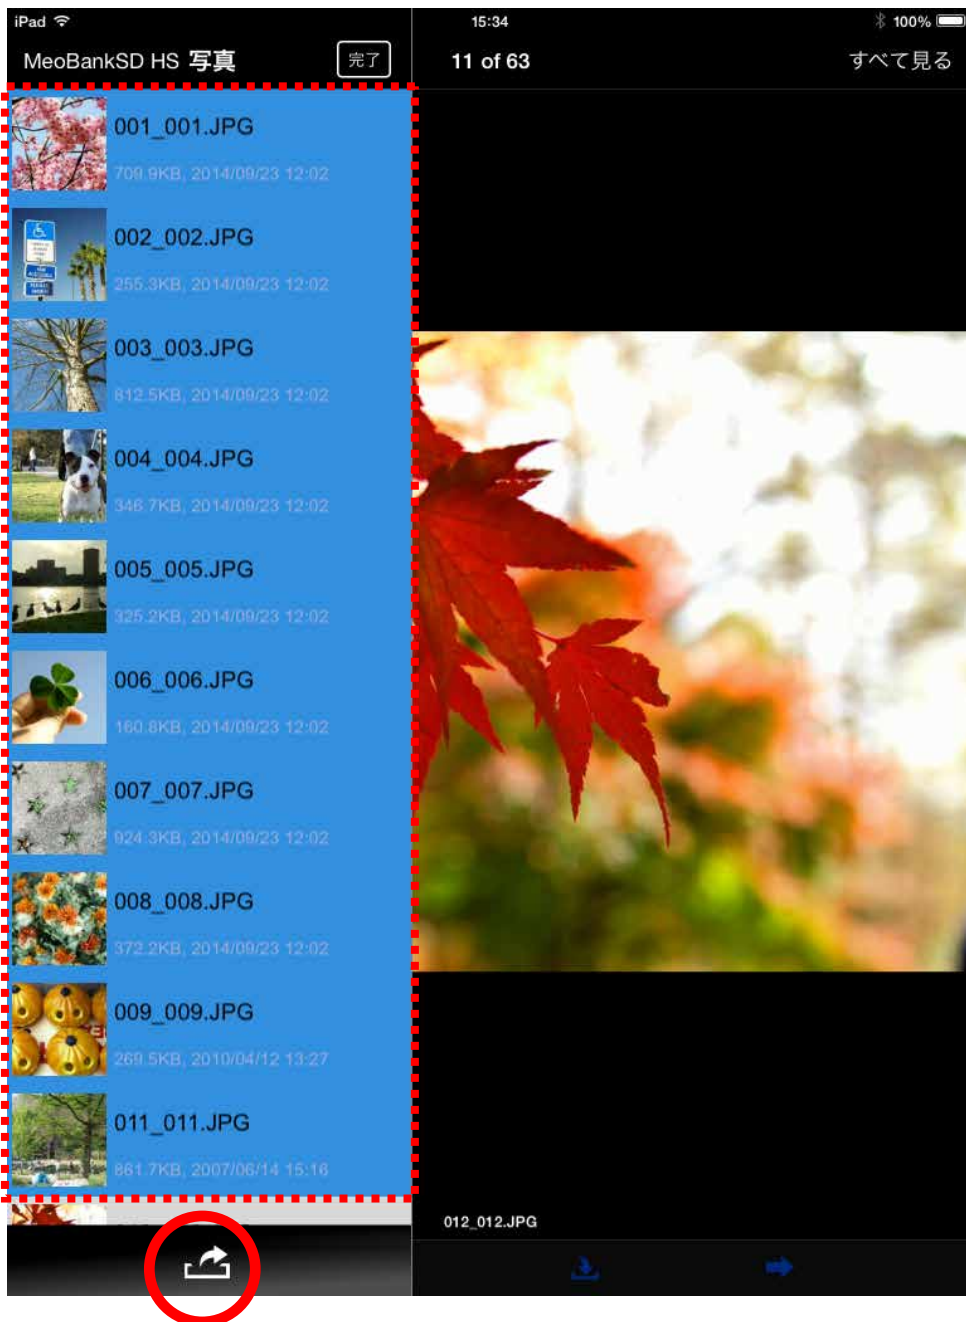 iPad 15:34 100%
MeoBankSD HS 写真 完了 11 of 63 すべて見る
001_001.JPG
709.9KB, 2014/09/23 12:02
002_002.JPG
255.3KB, 2014/09/23 12:02
003_003.JPG
812.5KB, 2014/09/23 12:02
004_004.JPG
346.7KB, 2014/09/23 12:02
005_005.JPG
325.2KB, 2014/09/23 12:02
006_006.JPG
160.8KB, 2014/09/23 12:02
007_007.JPG
924.3KB, 2014/09/23 12:02
008_008.JPG
372.2KB, 2014/09/23 12:02
009_009.JPG
269.5KB, 2010/04/12 13:27
011_011.JPG
861.7KB, 2007/06/14 15:16
012_012.JPG